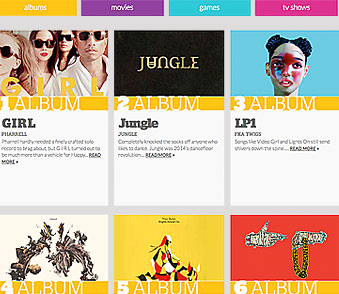 albums
movies
games
tv shows
GIRL
1 ALBUM
GIRL
PHARRELL
Pharrell hardly needed a finely crafted solo
record to brag about, but G I R L turned out to
be much more than a vehicle for Happy... READ
MORE »
JUNGLE
2 ALBUM
Jungle
JUNGLE
Completely knocked the socks off anyone who
likes to dance. Jungle was 2014's dancefloor
revolution... READ MORE »
3 ALBUM
LP1
FKA TWIGS
Songs like Video Girl and Lights On still send
shivers down the spine.... READ MORE »
4 ALBUM
5 ALBUM
6 ALBUM